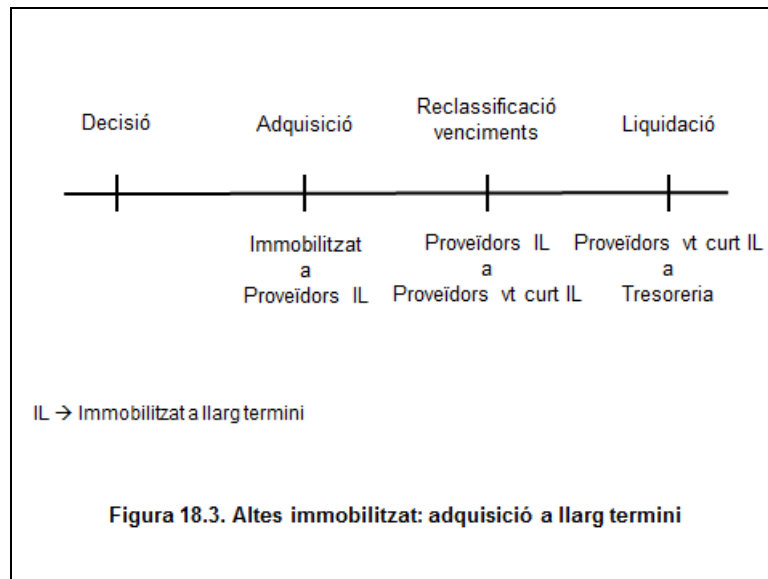 Decisió
Adquisició
Reclassificació
venciments
Liquidació
Immobilitzat
a
Proveïdors IL
Proveïdors IL
a
Proveïdors vt curt IL
Proveïdors vt curt IL
a
Tresoreria
IL → Immobilitzat a llarg termini
Figura 18.3. Altes immobilitzat: adquisició a llarg termini